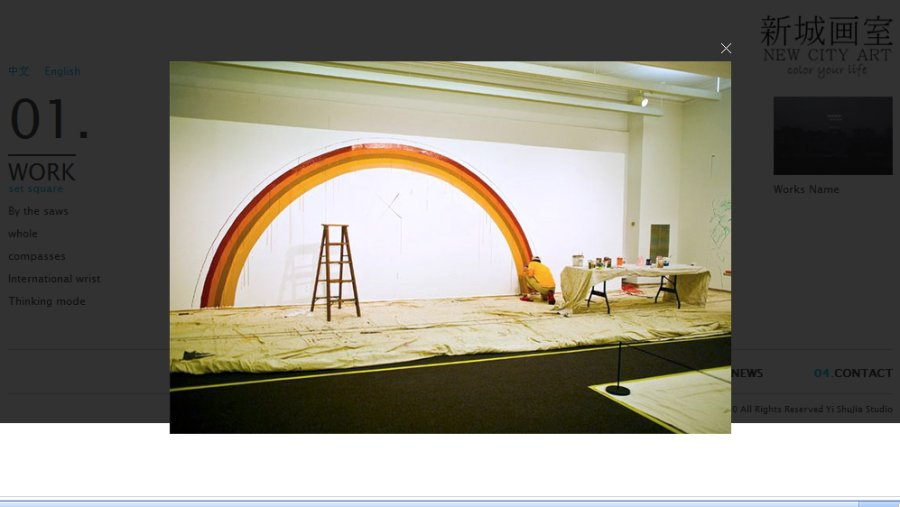 新城画室
NEW CITY ART
color your life
中文 English
01.
WORK
set square
By the saws
whole
compasses
International wrist
Thinking mode
Works Name
NEWS
04.CONTACT
All Rights Reserved Yi ShuJia Studio